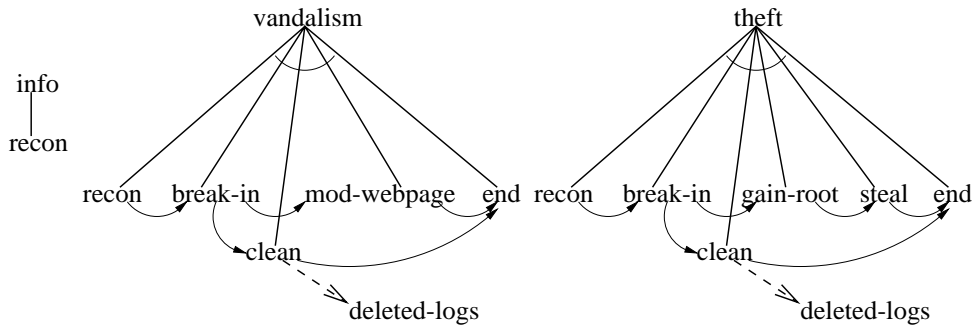 vandalism
theft
info
recon
recon break-in mod-webpage end
recon break-in gain-root steal end
clean
clean
deleted-logs
deleted-logs